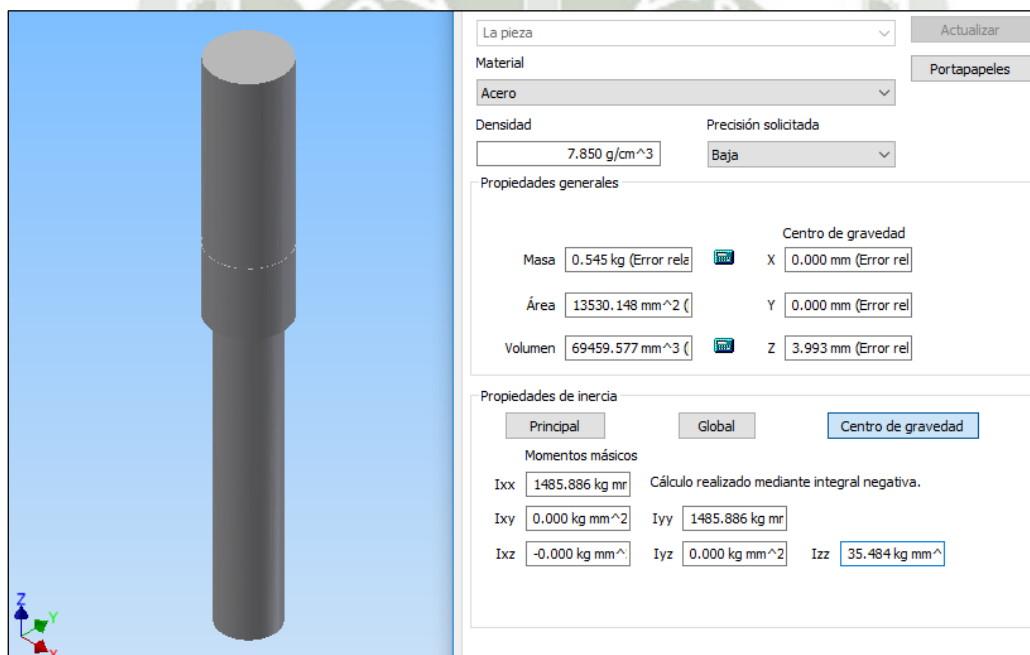 La pieza
Actualizar
Material
Portapapeles
Acero
Densidad Precisión solicitada
7.850 g/cm^3 Baja
Propiedades generales
Centro de gravedad
Masa 0.545 kg (Error rela X 0.000 mm (Error rel
Área 13530.148 mm^2 ( Y 0.000 mm (Error rel
Volumen 69459.577 mm^3 ( Z 3.993 mm (Error rel
Propiedades de inercia
Principal Global Centro de gravedad
Momentos másicos
Ixx 1485.886 kg mr Cálculo realizado mediante integral negativa.
Ixy 0.000 kg mm^2 Iyy 1485.886 kg mr
Ixz -0.000 kg mm^ Iyz 0.000 kg mm^2 Izz 35.484 kg mm^
Z
Y
X